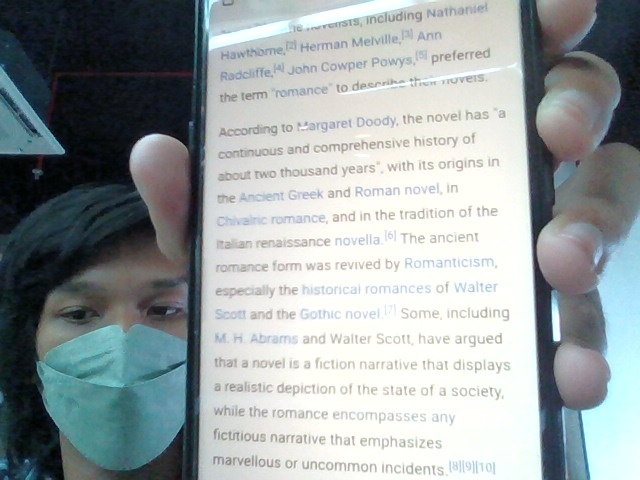 novelists, including Nathaniel
Hawthorne,[2] Herman Melville,[3] Ann
Radcliffe,[4] John Cowper Powys,[5] preferred
the term "romance" to describe their novels.
According to Margaret Doody, the novel has "a
continuous and comprehensive history of
about two thousand years", with its origins in
the Ancient Greek and Roman novel, in
Chivalric romance, and in the tradition of the
Italian renaissance novella.[6] The ancient
romance form was revived by Romanticism,
especially the historical romances of Walter
Scott and the Gothic novel.[7] Some, including
M. H. Abrams and Walter Scott, have argued
that a novel is a fiction narrative that displays
a realistic depiction of the state of a society,
while the romance encompasses any
fictitious narrative that emphasizes
marvellous or uncommon incidents.[8][9][10]